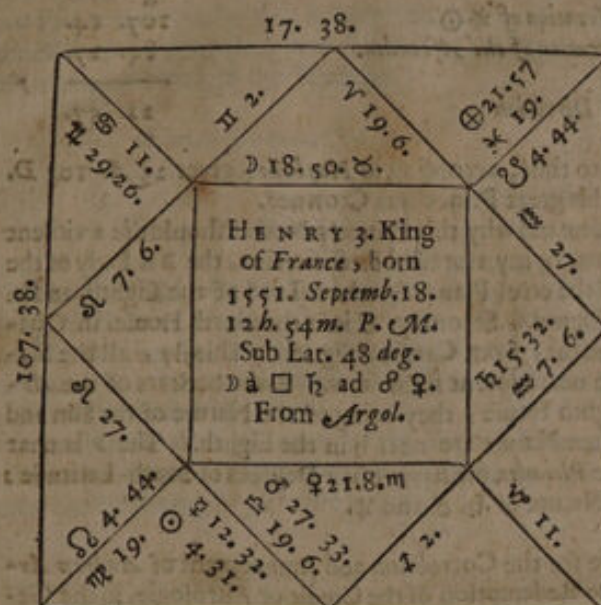 17. 38.
♊ 2.
♈ 19. 6.
⊕ 21. 57
♓ 19.
☋ 4. 44.
♋ 11.
♃ 29. 26.
☽ 18. 50. ♉
♒ 27.
♌ 7. 6.
107. 38.
HENRY 3. King
of France, born
1551. Septemb. 18.
12h. 54m. P. M.
Sub Lat. 48 deg.
☽ à □ ♄ ad ☍ ♀.
From Argol.
♄ 15. 32.
♒ 7. 6.
♌ 27.
☊ 4. 44.
♍ 19.
☉ ☿ 12. 32.
4. 31.
♎ ♂ 27. 33.
19. 6.
♀ 21. 8. ♏
♐ 2.
♑ 11.